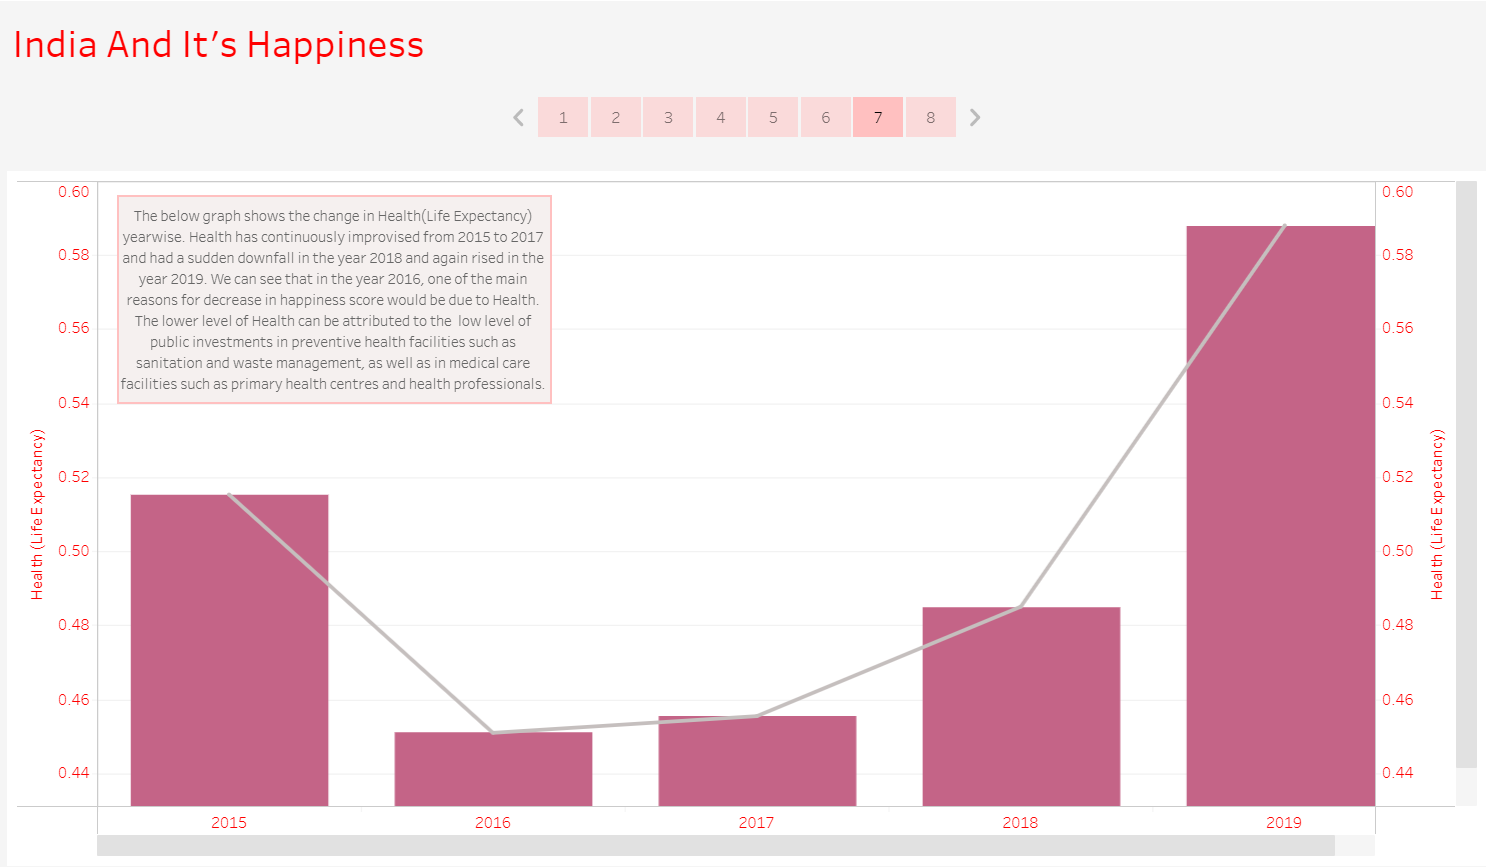 India And It’s Happiness
1 2 3 4 5 6 7 8
The below graph shows the change in Health(Life Expectancy)
yearwise. Health has continuously improvised from 2015 to 2017
and had a sudden downfall in the year 2018 and again rised in the
year 2019. We can see that in the year 2016, one of the main
reasons for decrease in happiness score would be due to Health.
The lower level of Health can be attributed to the  low level of
public investments in preventive health facilities such as
sanitation and waste management, as well as in medical care
facilities such as primary health centres and health professionals.
Health (Life Expectancy)
0.60
0.58
0.56
0.54
0.52
0.50
0.48
0.46
0.44
0.60
0.58
0.56
0.54
0.52
0.50
0.48
0.46
0.44
Health (Life Expectancy)
2015 2016 2017 2018 2019